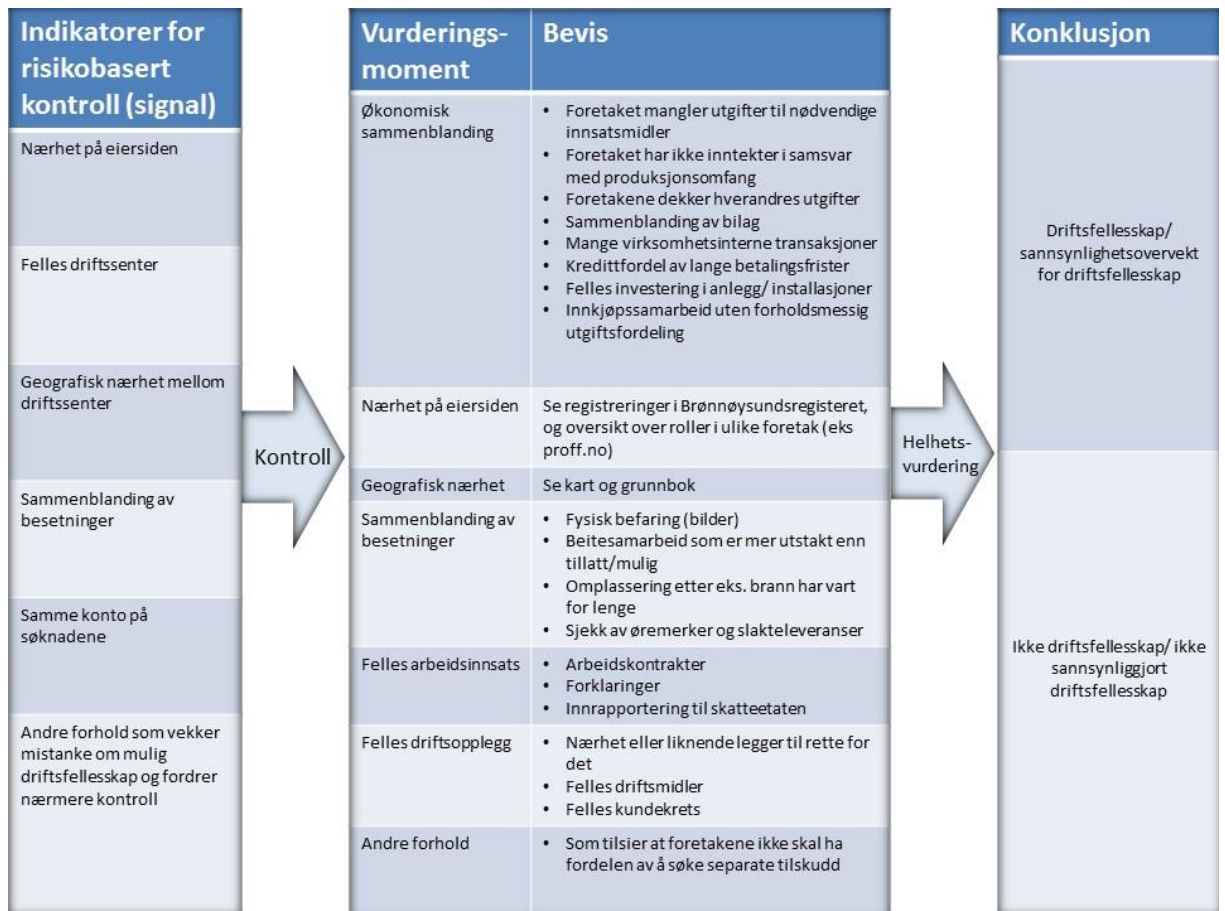 Indikatorer for
risikobasert
kontroll (signal)
Nærhet på eiersiden
Felles driftssenter
Geografisk nærhet mellom
driftssenter
Sammenblanding av
besetninger
Samme konto på
søknadene
Andre forhold som vekker
mistanke om mulig
driftsfellesskap og fordrer
nærmere kontroll
Kontroll
Vurderings-
moment
Bevis
Økonomisk
sammenblanding
• Foretaket mangler utgifter til nødvendige
innsatsmidler
• Foretaket har ikke inntekter i samsvar
med produksjonsomfang
• Foretakene dekker hverandres utgifter
• Sammenblanding av bilag
• Mange virksomhetsinterne transaksjoner
• Kredittfordel av lange betalingsfrister
• Felles investering i anlegg/ installasjoner
• Innkjøpssamarbeid uten forholdsmessig
utgiftsfordeling
Nærhet på eiersiden
Se registreringer i Brønnøysundsregisteret,
og oversikt over roller i ulike foretak (eks
proff.no)
Geografisk nærhet
Se kart og grunnbok
Sammenblanding av
besetninger
• Fysisk befaring (bilder)
• Beitesamarbeid som er mer utstakt enn
tillatt/mulig
• Omplassering etter eks. brann har vart
for lenge
• Sjekk av øremerker og slakteleveranser
Felles arbeidsinnsats
• Arbeidskontrakter
• Forklaringer
• Innrapportering til skatteetaten
Felles driftsopplegg
• Nærhet eller liknende legger til rette for
det
• Felles driftsmidler
• Felles kundekrets
Andre forhold
• Som tilsier at foretakene ikke skal ha
fordelen av å søke separate tilskudd
Helhets-
vurdering
Konklusjon
Driftsfellesskap/
sannsynlighetsovervekt
for driftsfellesskap
Ikke driftsfellesskap/ ikke
sannsynliggjort
driftsfellesskap